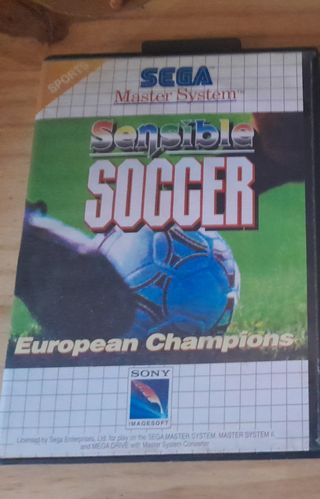 SPORTS
SEGA
Master System™
Sensible
SOCCER
European Champions
SONY
IMAGESOFT
Licensed by Sega Enterprises, Ltd. for play on the SEGA MASTER SYSTEM, MASTER SYSTEM II,
and MEGA DRIVE with Master System Converter